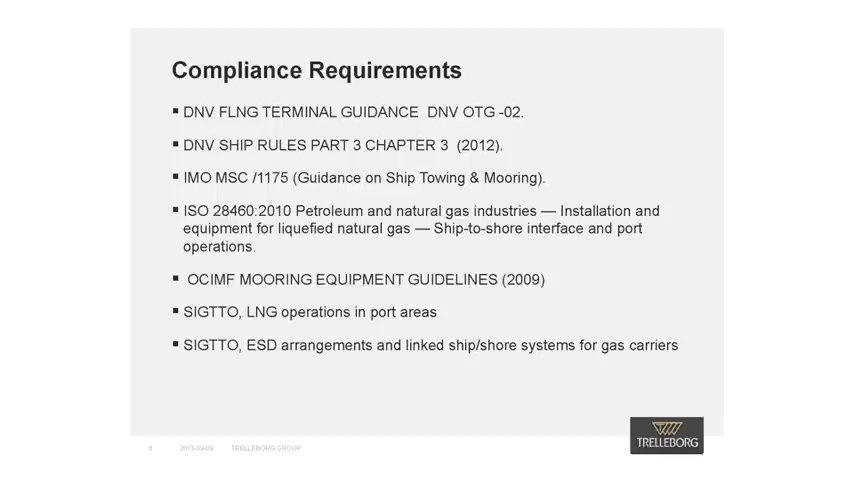 Compliance Requirements
▪ DNV FLNG TERMINAL GUIDANCE  DNV OTG -02.
▪ DNV SHIP RULES PART 3 CHAPTER 3  (2012).
▪ IMO MSC /1175 (Guidance on Ship Towing & Mooring).
▪ ISO 28460:2010 Petroleum and natural gas industries — Installation and
equipment for liquefied natural gas — Ship-to-shore interface and port
operations.
▪ OCIMF MOORING EQUIPMENT GUIDELINES (2009)
▪ SIGTTO, LNG operations in port areas
▪ SIGTTO, ESD arrangements and linked ship/shore systems for gas carriers
TRELLEBORG
2013-09-09 TRELLEBORG GROUP